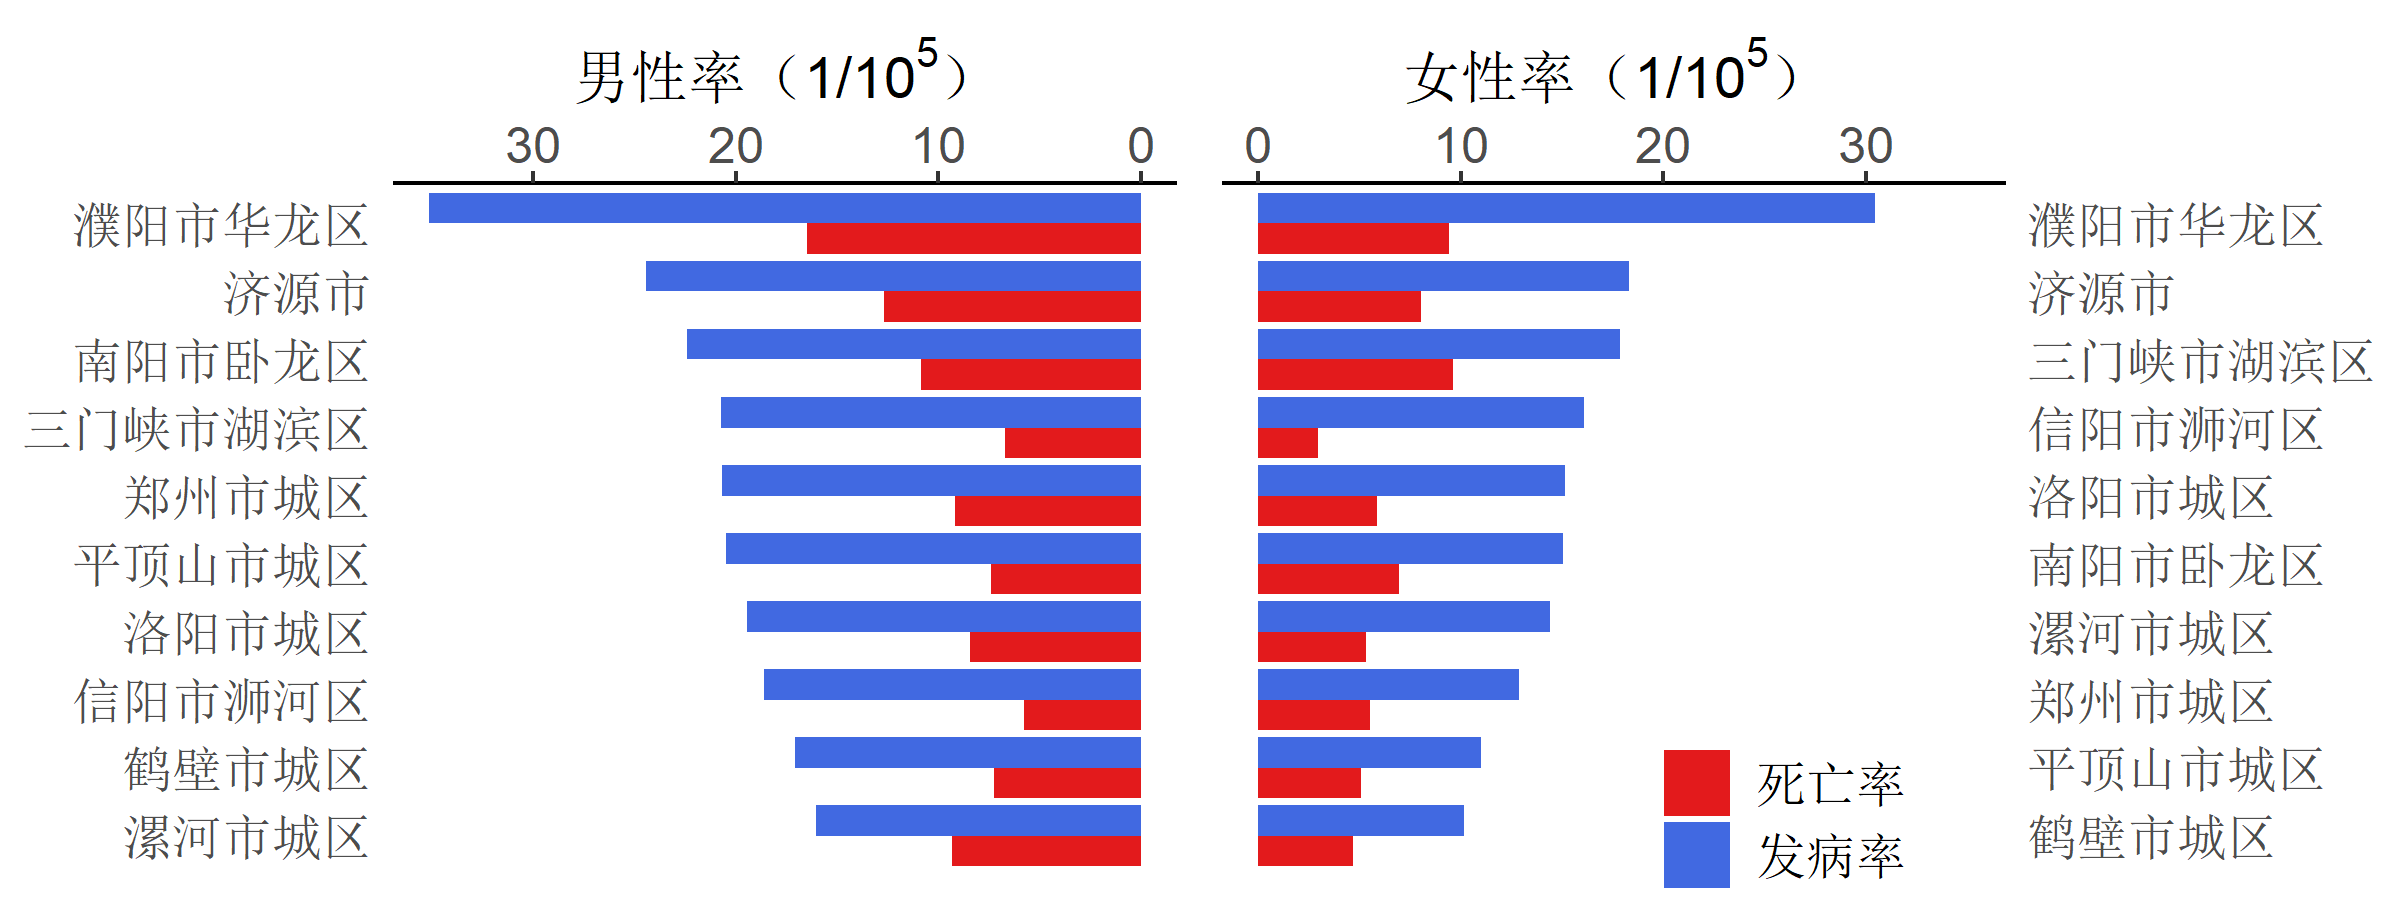 男性率（1/10⁵）
女性率（1/10⁵）
30 20 10 0
0 10 20 30
濮阳市华龙区
济源市
南阳市卧龙区
三门峡市湖滨区
郑州市城区
平顶山市城区
洛阳市城区
信阳市浉河区
鹤壁市城区
漯河市城区
濮阳市华龙区
济源市
三门峡市湖滨区
信阳市浉河区
洛阳市城区
南阳市卧龙区
漯河市城区
郑州市城区
平顶山市城区
鹤壁市城区
死亡率
发病率